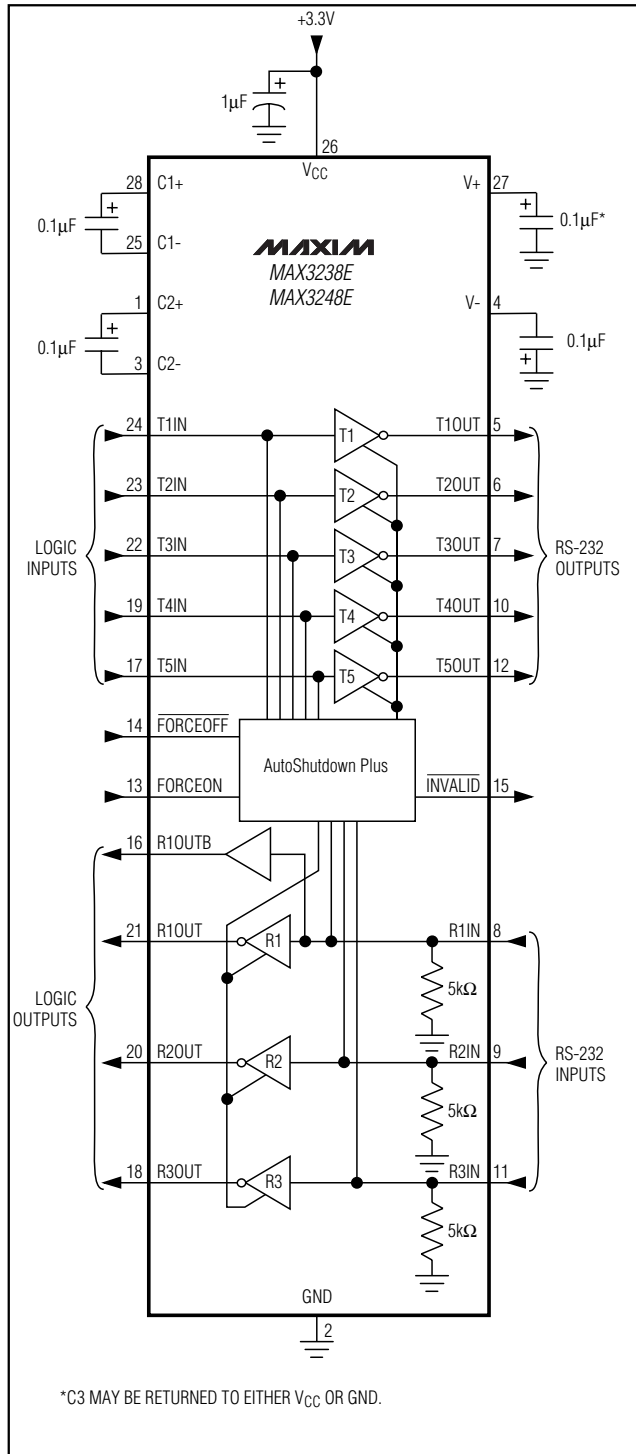 +3.3V
1µF
+
26
VCC
28 C1+
V+ 27
+
0.1µF
+
0.1µF*
25 C1-
MAXIM
MAX3238E
MAX3248E
1 C2+
V- 4
+
0.1µF
0.1µF
+
3 C2-
24 T1IN T1 T1OUT 5
23 T2IN T2 T2OUT 6
LOGIC
INPUTS
22 T3IN T3 T3OUT 7
RS-232
OUTPUTS
19 T4IN T4 T4OUT 10
17 T5IN T5 T5OUT 12
14 FORCEOFF
AutoShutdown Plus
13 FORCEON
INVALID 15
16 R1OUTB
21 R1OUT R1 R1IN 8
5kΩ
LOGIC
OUTPUTS
20 R2OUT R2 R2IN 9
RS-232
INPUTS
5kΩ
18 R3OUT R3 R3IN 11
5kΩ
GND
2
*C3 MAY BE RETURNED TO EITHER VCC OR GND.